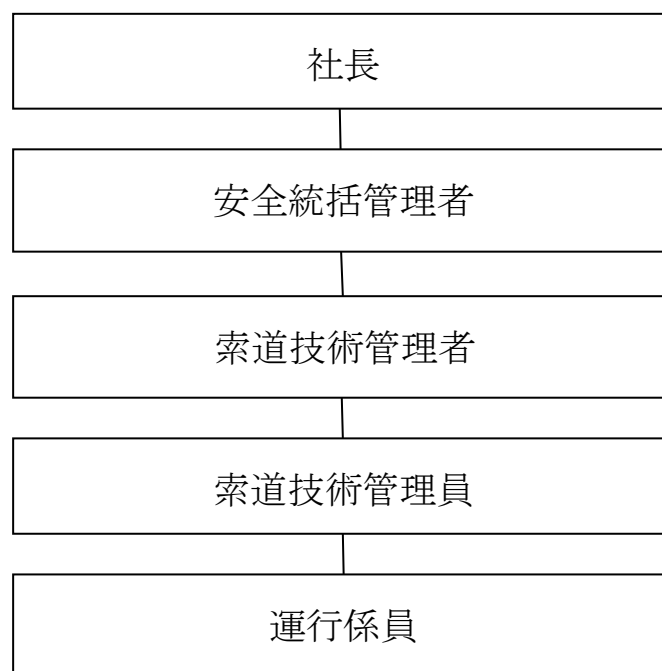 社長
安全統括管理者
索道技術管理者
索道技術管理員
運行係員